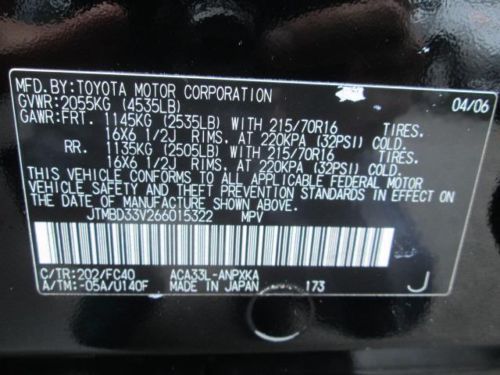 MFD.BY:TOYOTA MOTOR CORPORATION 04/06
GVWR:2055KG (4535LB)
GAWR:FRT. 1145KG (2535LB) WITH 215/70R16 TIRES.
16X6 1/2J RIMS, AT 220KPA (32PSI) COLD.
RR. 1135KG (2505LB) WITH 215/70R16 TIRES.
16X6 1/2J RIMS, AT 220KPA (32PSI) COLD.
THIS VEHICLE CONFORMS TO ALL APPLICABLE FEDERAL MOTOR
VEHICLE SAFETY AND THEFT PREVENTION STANDARDS IN EFFECT ON
THE DATE OF MANUFACTURE SHOWN ABOVE.
JTMBD33V266015322 MPV
C/TR:202/FC40 ACA33L-ANPXKA
A/TM:-05A/U140F MADE IN JAPAN 173 J